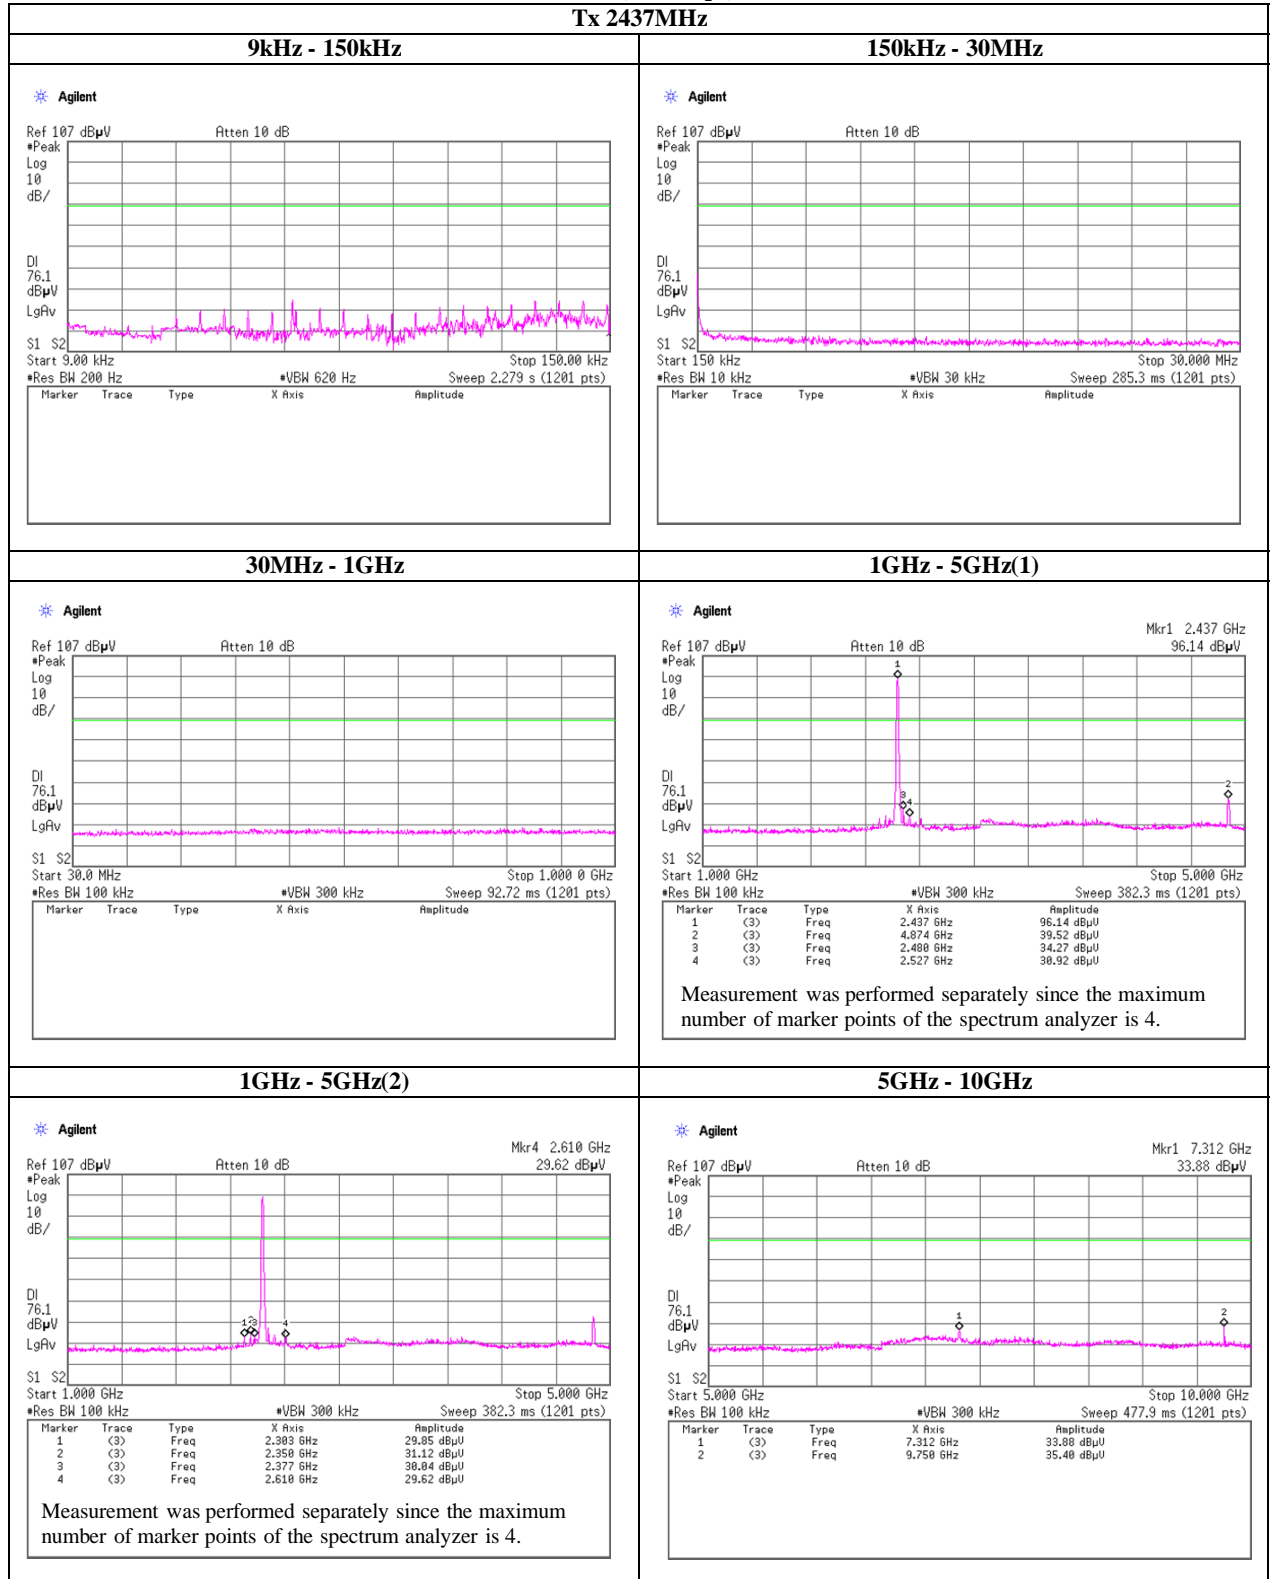 Tx 2437MHz
9kHz - 150kHz
150kHz - 30MHz
Agilent
Ref 107 dBµV Atten 10 dB
#Peak
Log
10
dB/
DI
76.1
dBµV
LgAv
S1 S2
Start 9.00 kHz Stop 150.00 kHz
#Res BW 200 Hz #VBW 620 Hz Sweep 2.279 s (1201 pts)
Marker Trace Type X Axis Amplitude
Agilent
Ref 107 dBµV Atten 10 dB
#Peak
Log
10
dB/
DI
76.1
dBµV
LgAv
S1 S2
Start 150 kHz Stop 30.000 MHz
#Res BW 10 kHz #VBW 30 kHz Sweep 285.3 ms (1201 pts)
Marker Trace Type X Axis Amplitude
30MHz - 1GHz
1GHz - 5GHz(1)
Agilent
Ref 107 dBµV Atten 10 dB
#Peak
Log
10
dB/
DI
76.1
dBµV
LgAv
S1 S2
Start 30.0 MHz Stop 1.000 0 GHz
#Res BW 100 kHz #VBW 300 kHz Sweep 92.72 ms (1201 pts)
Marker Trace Type X Axis Amplitude
Agilent
Mkr1 2.437 GHz
Ref 107 dBµV Atten 10 dB 96.14 dBµV
#Peak
Log
10
dB/
1
2
3
4
DI
76.1
dBµV
LgAv
S1 S2
Start 1.000 GHz Stop 5.000 GHz
#Res BW 100 kHz #VBW 300 kHz Sweep 382.3 ms (1201 pts)
Marker Trace Type X Axis Amplitude
1 (3) Freq 2.437 GHz 96.14 dBµV
2 (3) Freq 4.874 GHz 39.52 dBµV
3 (3) Freq 2.480 GHz 34.27 dBµV
4 (3) Freq 2.527 GHz 30.92 dBµV
Measurement was performed separately since the maximum
number of marker points of the spectrum analyzer is 4.
1GHz - 5GHz(2)
5GHz - 10GHz
Agilent
Mkr4 2.610 GHz
Ref 107 dBµV Atten 10 dB 29.62 dBµV
#Peak
Log
10
dB/
DI
76.1
dBµV
LgAv
1 2 3 4
S1 S2
Start 1.000 GHz Stop 5.000 GHz
#Res BW 100 kHz #VBW 300 kHz Sweep 382.3 ms (1201 pts)
Marker Trace Type X Axis Amplitude
1 (3) Freq 2.303 GHz 29.85 dBµV
2 (3) Freq 2.350 GHz 31.12 dBµV
3 (3) Freq 2.377 GHz 30.04 dBµV
4 (3) Freq 2.610 GHz 29.62 dBµV
Measurement was performed separately since the maximum
number of marker points of the spectrum analyzer is 4.
Agilent
Mkr1 7.312 GHz
Ref 107 dBµV Atten 10 dB 33.88 dBµV
#Peak
Log
10
dB/
DI
76.1
dBµV
LgAv
1 2
S1 S2
Start 5.000 GHz Stop 10.000 GHz
#Res BW 100 kHz #VBW 300 kHz Sweep 477.9 ms (1201 pts)
Marker Trace Type X Axis Amplitude
1 (3) Freq 7.312 GHz 33.88 dBµV
2 (3) Freq 9.750 GHz 35.40 dBµV